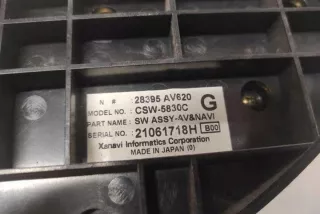 N # : 28395 AV620
MODEL NO. : CSW-5830C G
PART NAME : SW ASSY-AV&NAVI
SERIAL NO. : 21061718H B00
Xanavi Informatics Corporation
MADE IN JAPAN (0)